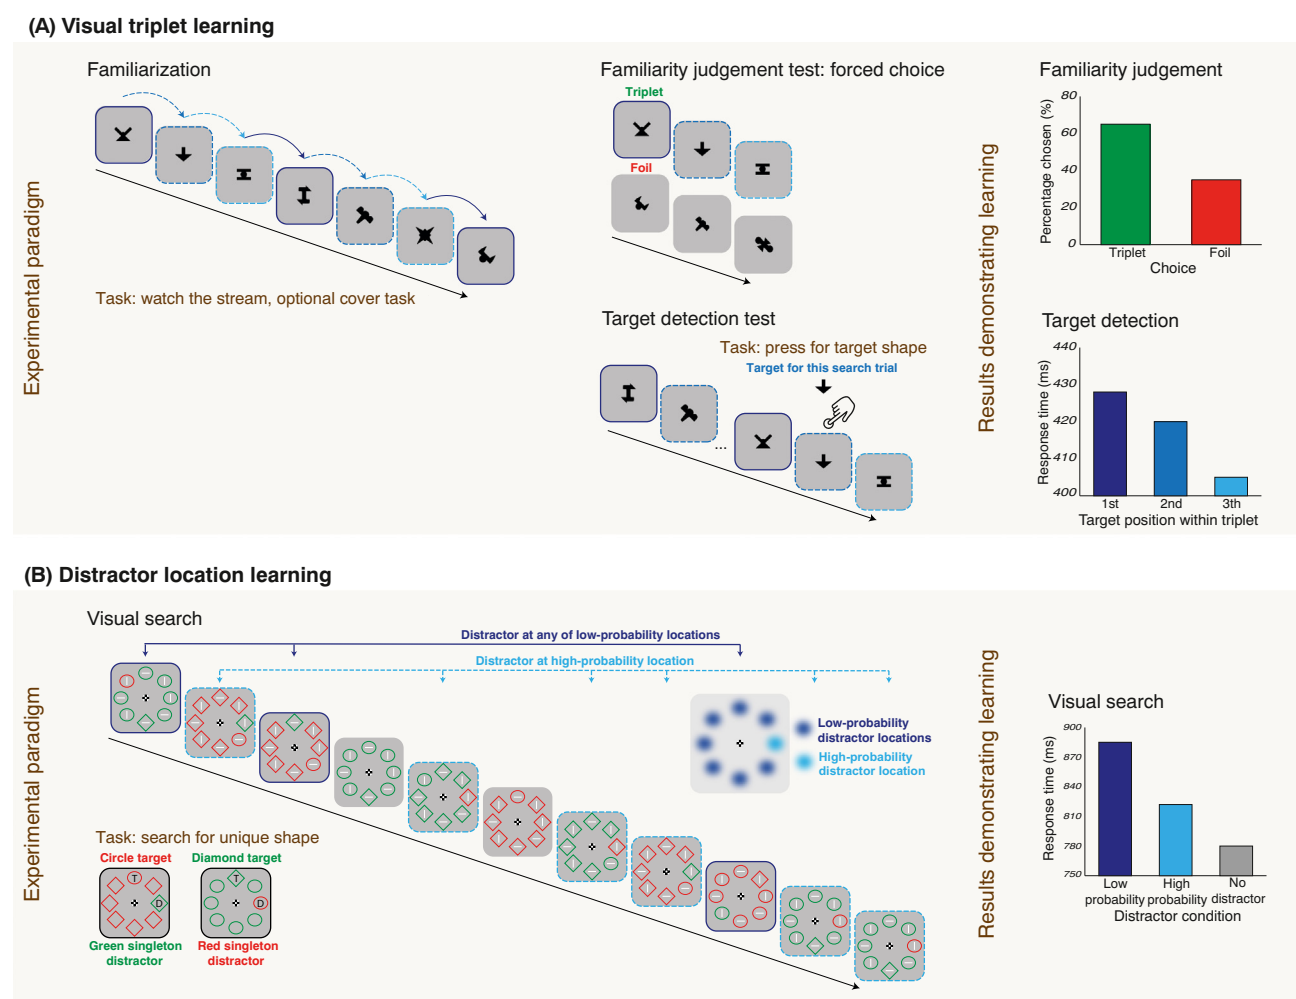 (A) Visual triplet learning
Experimental paradigm
Familiarization
Task: watch the stream, optional cover task
Familiarity judgement test: forced choice
Triplet
Foil
Target detection test
Task: press for target shape
Target for this search trial
...
Results demonstrating learning
Familiarity judgement
Percentage chosen (%)
80
60
40
20
0
Triplet
Foil
Choice
Target detection
Response time (ms)
440
430
420
410
400
1st
2nd
3th
Target position within triplet
(B) Distractor location learning
Experimental paradigm
Visual search
Distractor at any of low-probability locations
Distractor at high-probability location
Low-probability
distractor locations
High-probability
distractor location
Task: search for unique shape
Circle target
T
D
Green singleton
distractor
Diamond target
T
D
Red singleton
distractor
Results demonstrating learning
Visual search
Response time (ms)
900
870
840
810
780
750
Low
probability
High
probability
No
distractor
Distractor condition